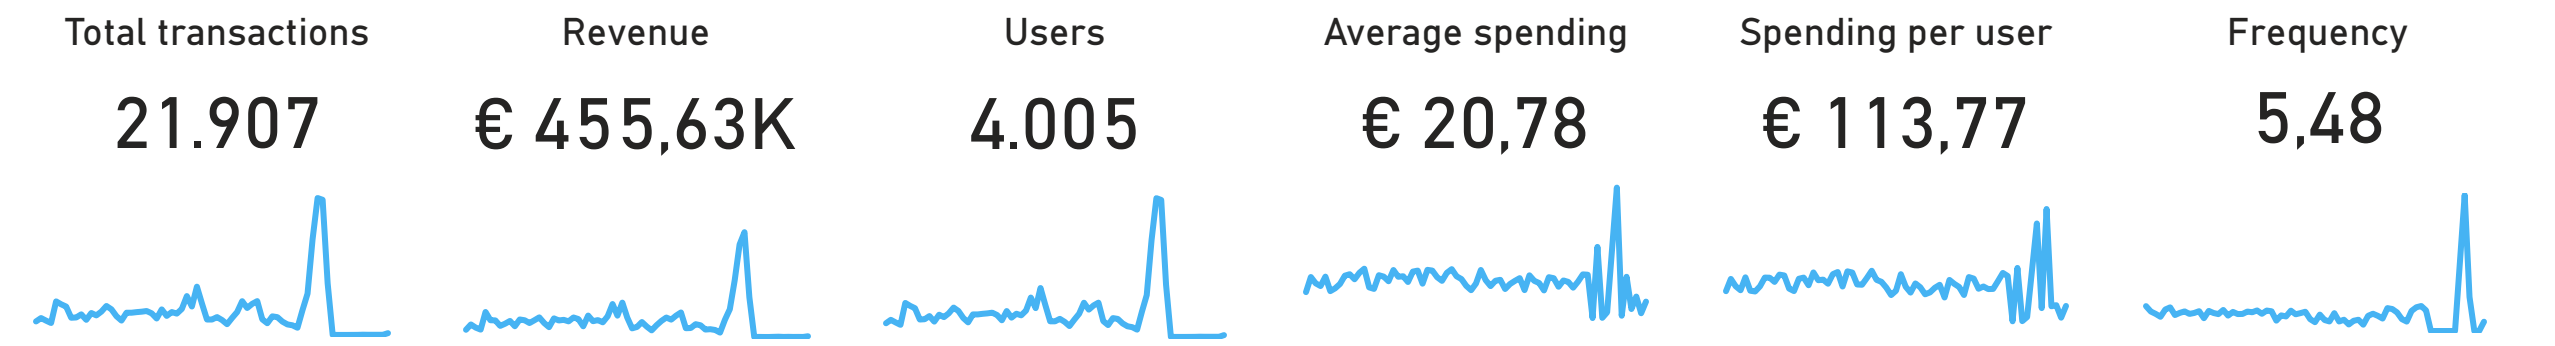 Total transactions
21.907
Revenue
€ 455,63K
Users
4.005
Average spending
€ 20,78
Spending per user
€ 113,77
Frequency
5,48